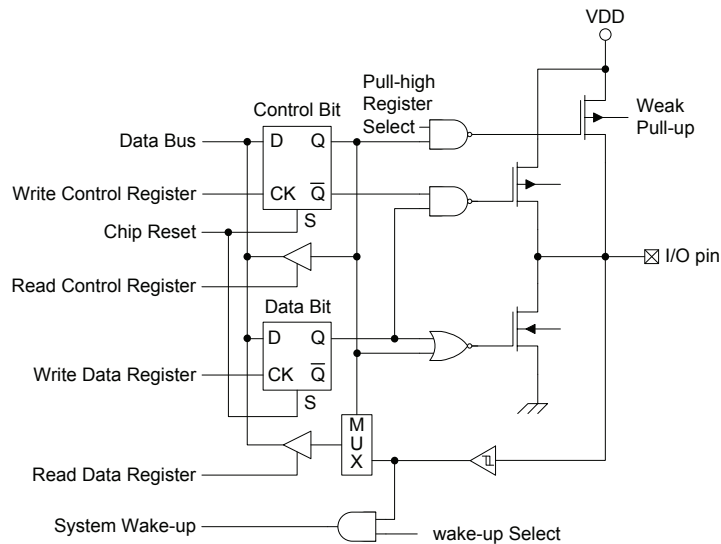 VDD
Pull-high
Register
Select
Weak
Pull-up
Control Bit
Data Bus
D
Q
Write Control Register
CK
Q
Chip Reset
S
I/O pin
Read Control Register
Data Bit
D
Q
Write Data Register
CK
Q
S
M
U
X
Read Data Register
System Wake-up
wake-up Select